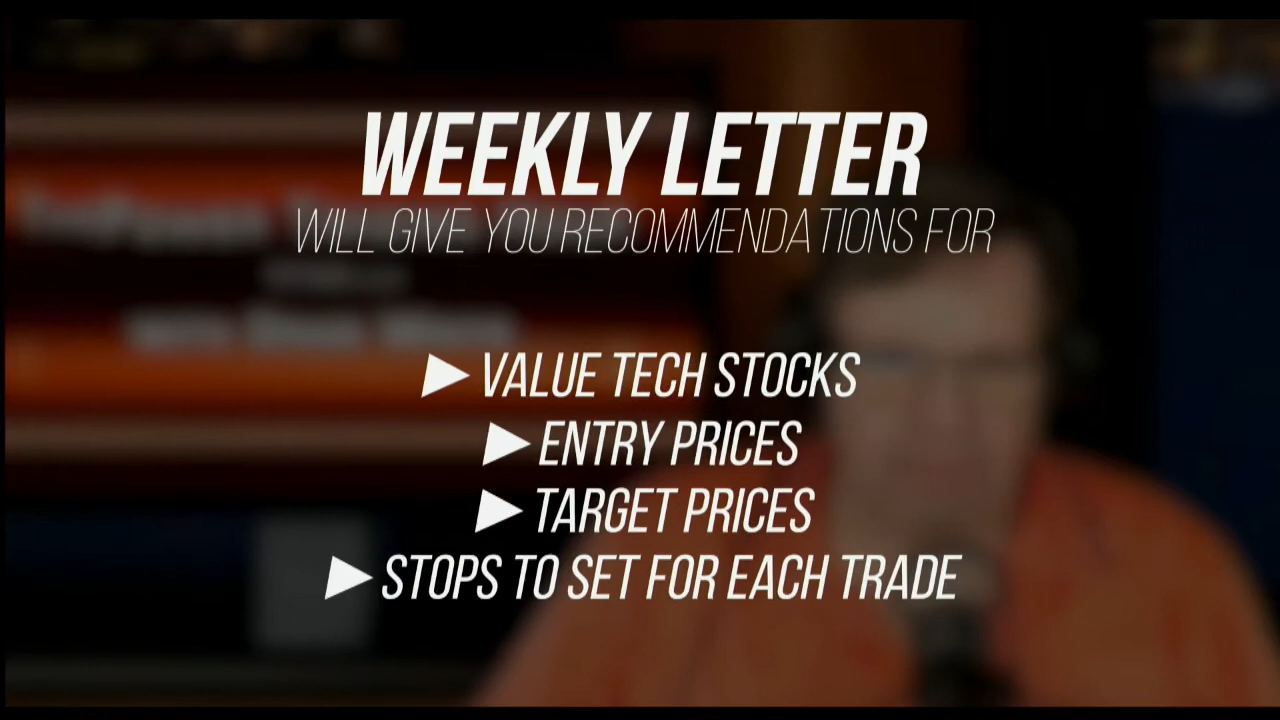 WEEKLY LETTER
WILL GIVE YOU RECOMMENDATIONS FOR
▶ VALUE TECH STOCKS
▶ ENTRY PRICES
▶ TARGET PRICES
▶ STOPS TO SET FOR EACH TRADE